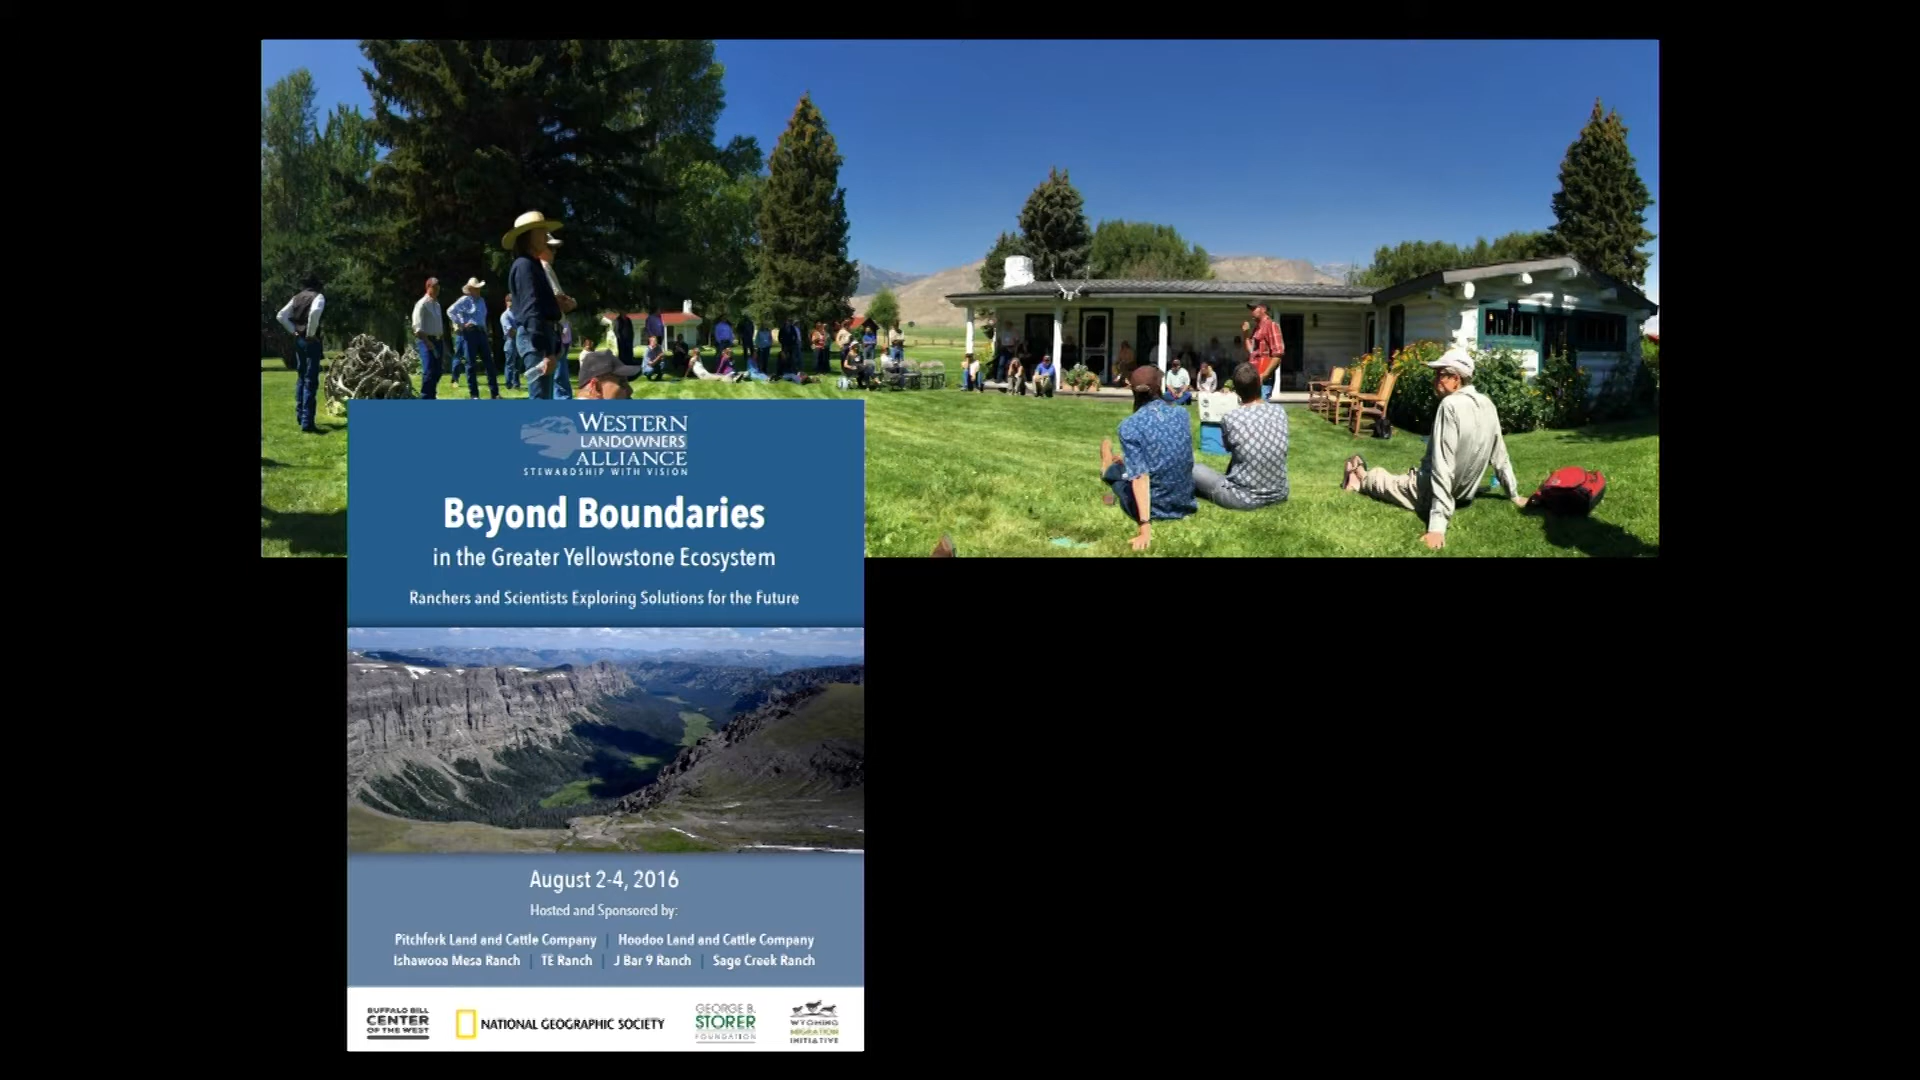 WESTERN
LANDOWNERS
ALLIANCE
STEWARDSHIP WITH VISION
Beyond Boundaries
in the Greater Yellowstone Ecosystem
Ranchers and Scientists Exploring Solutions for the Future
August 2-4, 2016
Hosted and Sponsored by:
Pitchfork Land and Cattle Company | Hoodoo Land and Cattle Company
Ishawooa Mesa Ranch | TE Ranch | J Bar 9 Ranch | Sage Creek Ranch
BUFFALO BILL
CENTER
OF THE WEST
NATIONAL GEOGRAPHIC SOCIETY
GEORGE B.
STORER
FOUNDATION
WYOMING
MIGRATION
INITIATIVE